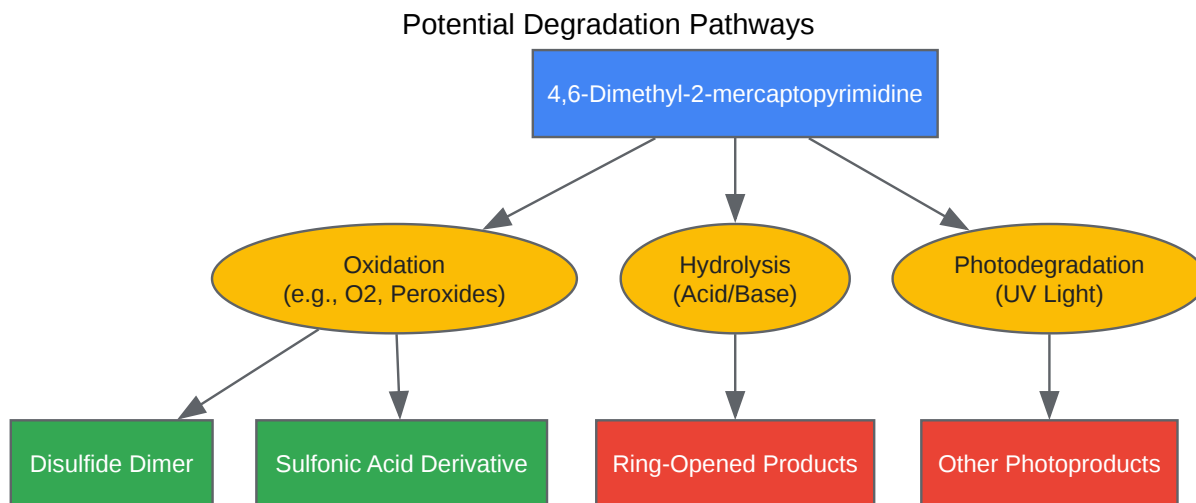 Potential Degradation Pathways
4,6-Dimethyl-2-mercaptopyrimidine
Oxidation
(e.g., O2, Peroxides)
Hydrolysis
(Acid/Base)
Photodegradation
(UV Light)
Disulfide Dimer
Sulfonic Acid Derivative
Ring-Opened Products
Other Photoproducts